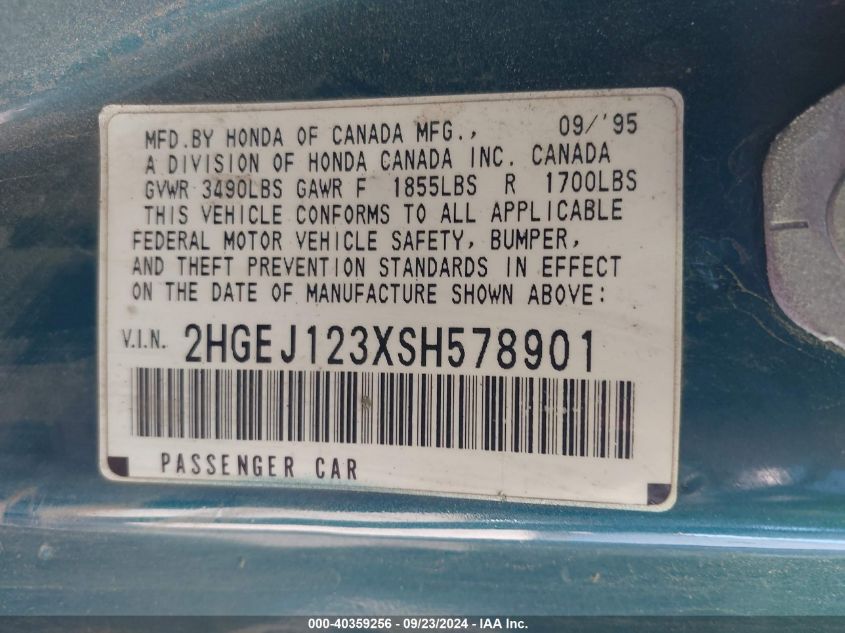 MFD.BY HONDA OF CANADA MFG., 09/'95
A DIVISION OF HONDA CANADA INC. CANADA
GVWR 3490LBS GAWR F 1855LBS R 1700LBS
THIS VEHICLE CONFORMS TO ALL APPLICABLE
FEDERAL MOTOR VEHICLE SAFETY, BUMPER,
AND THEFT PREVENTION STANDARDS IN EFFECT
ON THE DATE OF MANUFACTURE SHOWN ABOVE:
V.I.N. 2HGEJ123XSH578901
PASSENGER CAR
000-40359256 - 09/23/2024 - IAA Inc.